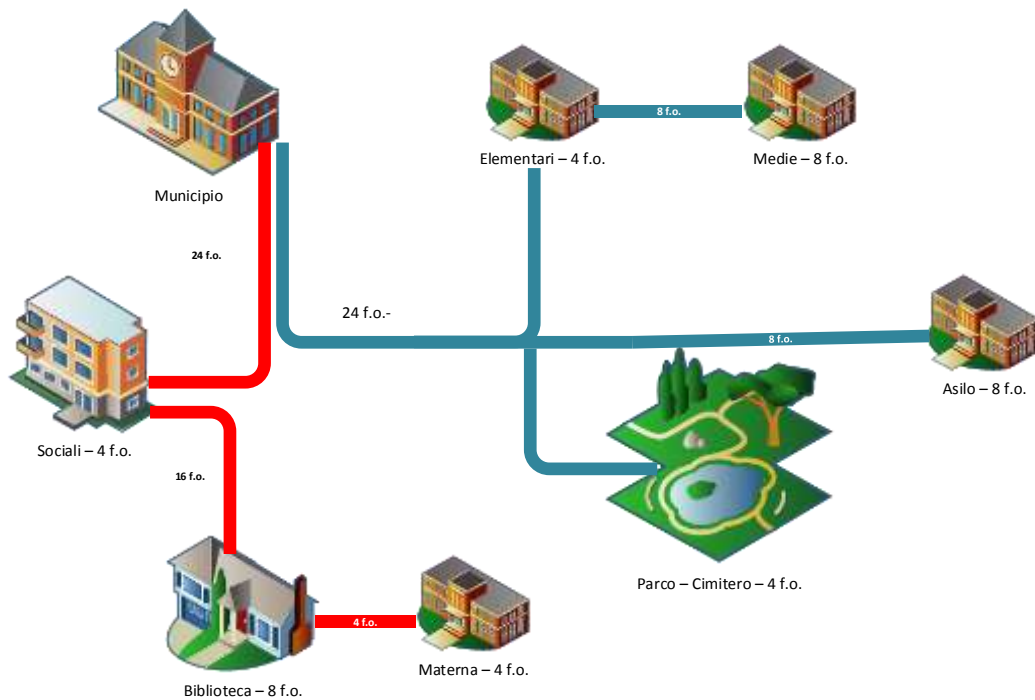 8 f.o.
Elementari – 4 f.o.
Medie – 8 f.o.
Municipio
24 f.o.
24 f.o.-
8 f.o.
Asilo – 8 f.o.
Sociali – 4 f.o.
16 f.o.
Parco – Cimitero – 4 f.o.
4 f.o.
Materna – 4 f.o.
Biblioteca – 8 f.o.